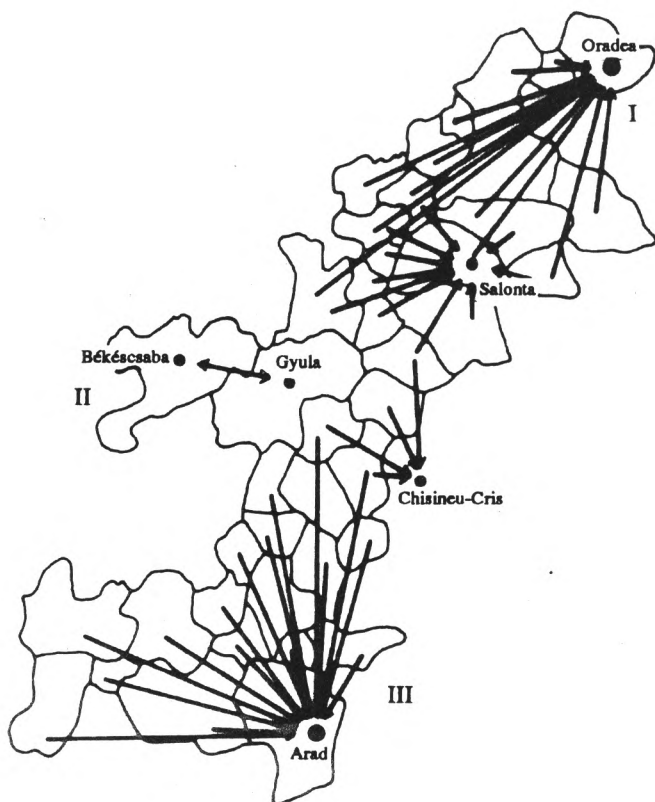 Oradea
I
Salonta
Békéscsaba
Gyula
II
Chisineu-Cris
III
Arad